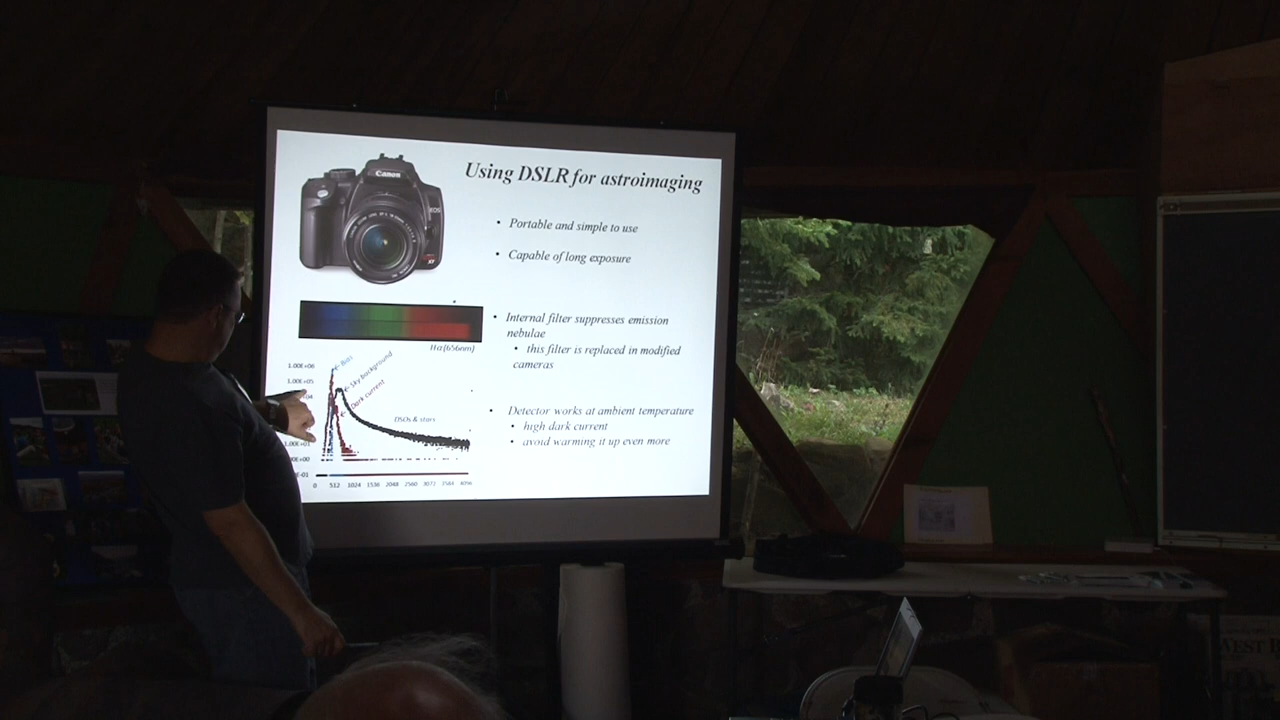 Using DSLR for astroimaging
Canon
EOS
XT
• Portable and simple to use
• Capable of long exposure
• Internal filter suppresses emission
nebulae
• this filter is replaced in modified
cameras
Hα (656nm)
• Detector works at ambient temperature
• high dark current
• avoid warming it up even more
1.00E+06
1.00E+05
Bias
Sky background
Dark current
DSOs & stars
0 512 1024 1536 2048 2560 3072 3584 4096